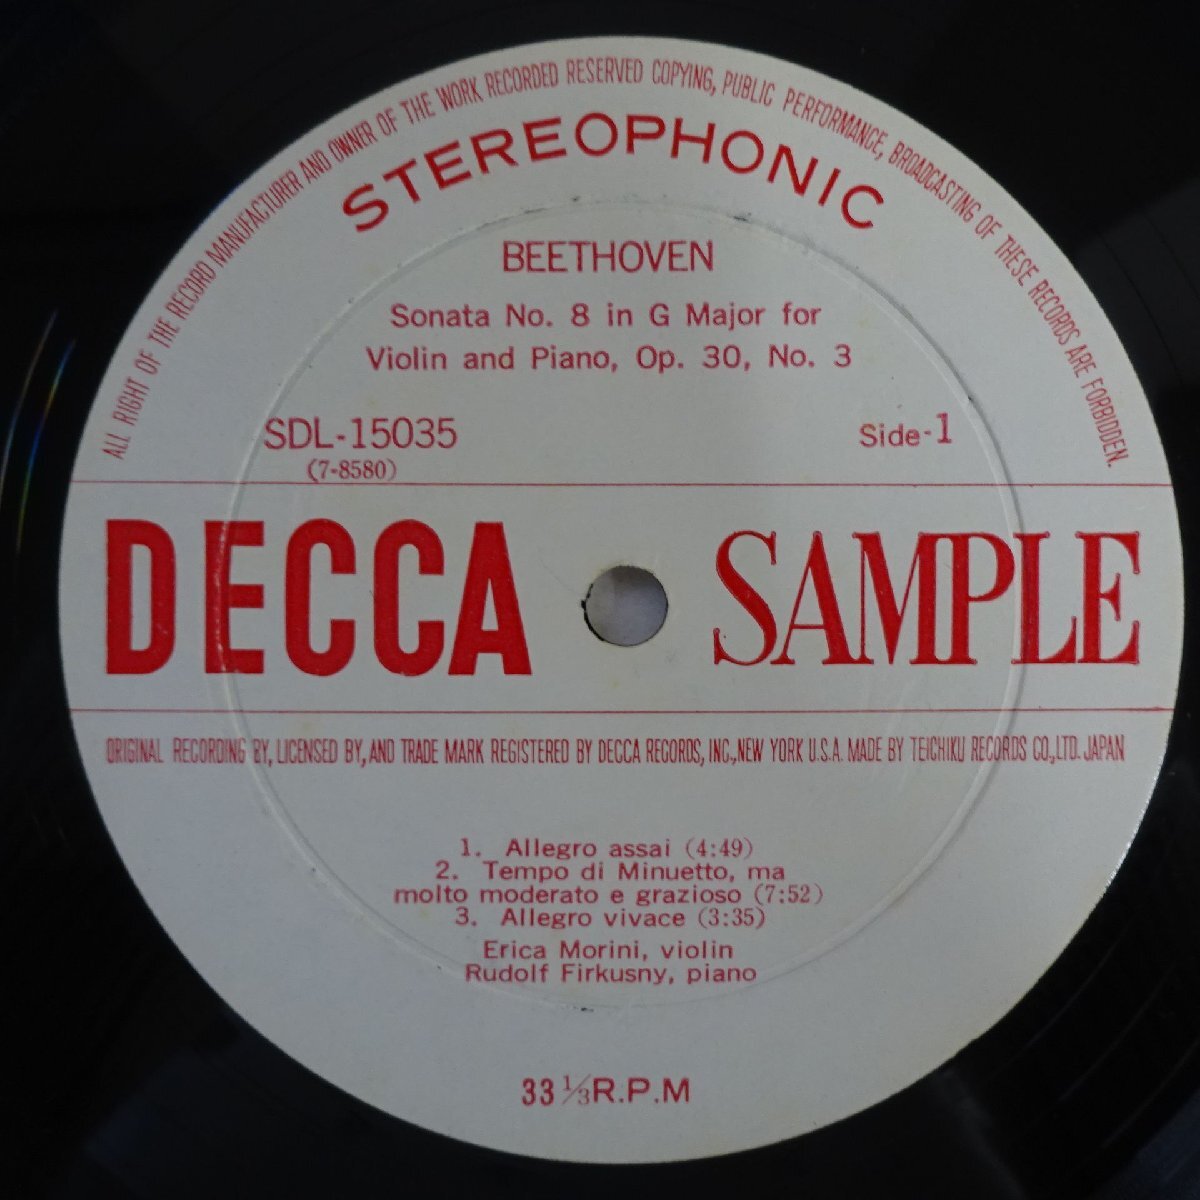 ALL RIGHT OF THE RECORD MANUFACTURER AND OWNER OF THE WORK RECORDED RESERVED COPYING, PUBLIC PERFORMANCE, BROADCASTING OF THESE RECORDS ARE FORBIDDEN.
STEREOPHONIC
BEETHOVEN
Sonata No. 8 in G Major for
Violin and Piano, Op. 30, No. 3
SDL-15035
Side-1
(7-8580)
DECCA SAMPLE
ORIGINAL RECORDING BY, LICENSED BY, AND TRADE MARK REGISTERED BY DECCA RECORDS, INC., NEW YORK U.S.A. MADE BY TEICHIKU RECORDS CO., LTD. JAPAN
1. Allegro assai (4:49)
2. Tempo di Minuetto, ma
molto moderato e grazioso (7:52)
3. Allegro vivace (3:35)
Erica Morini, violin
Rudolf Firkusny, piano
33 1/3 R.P.M